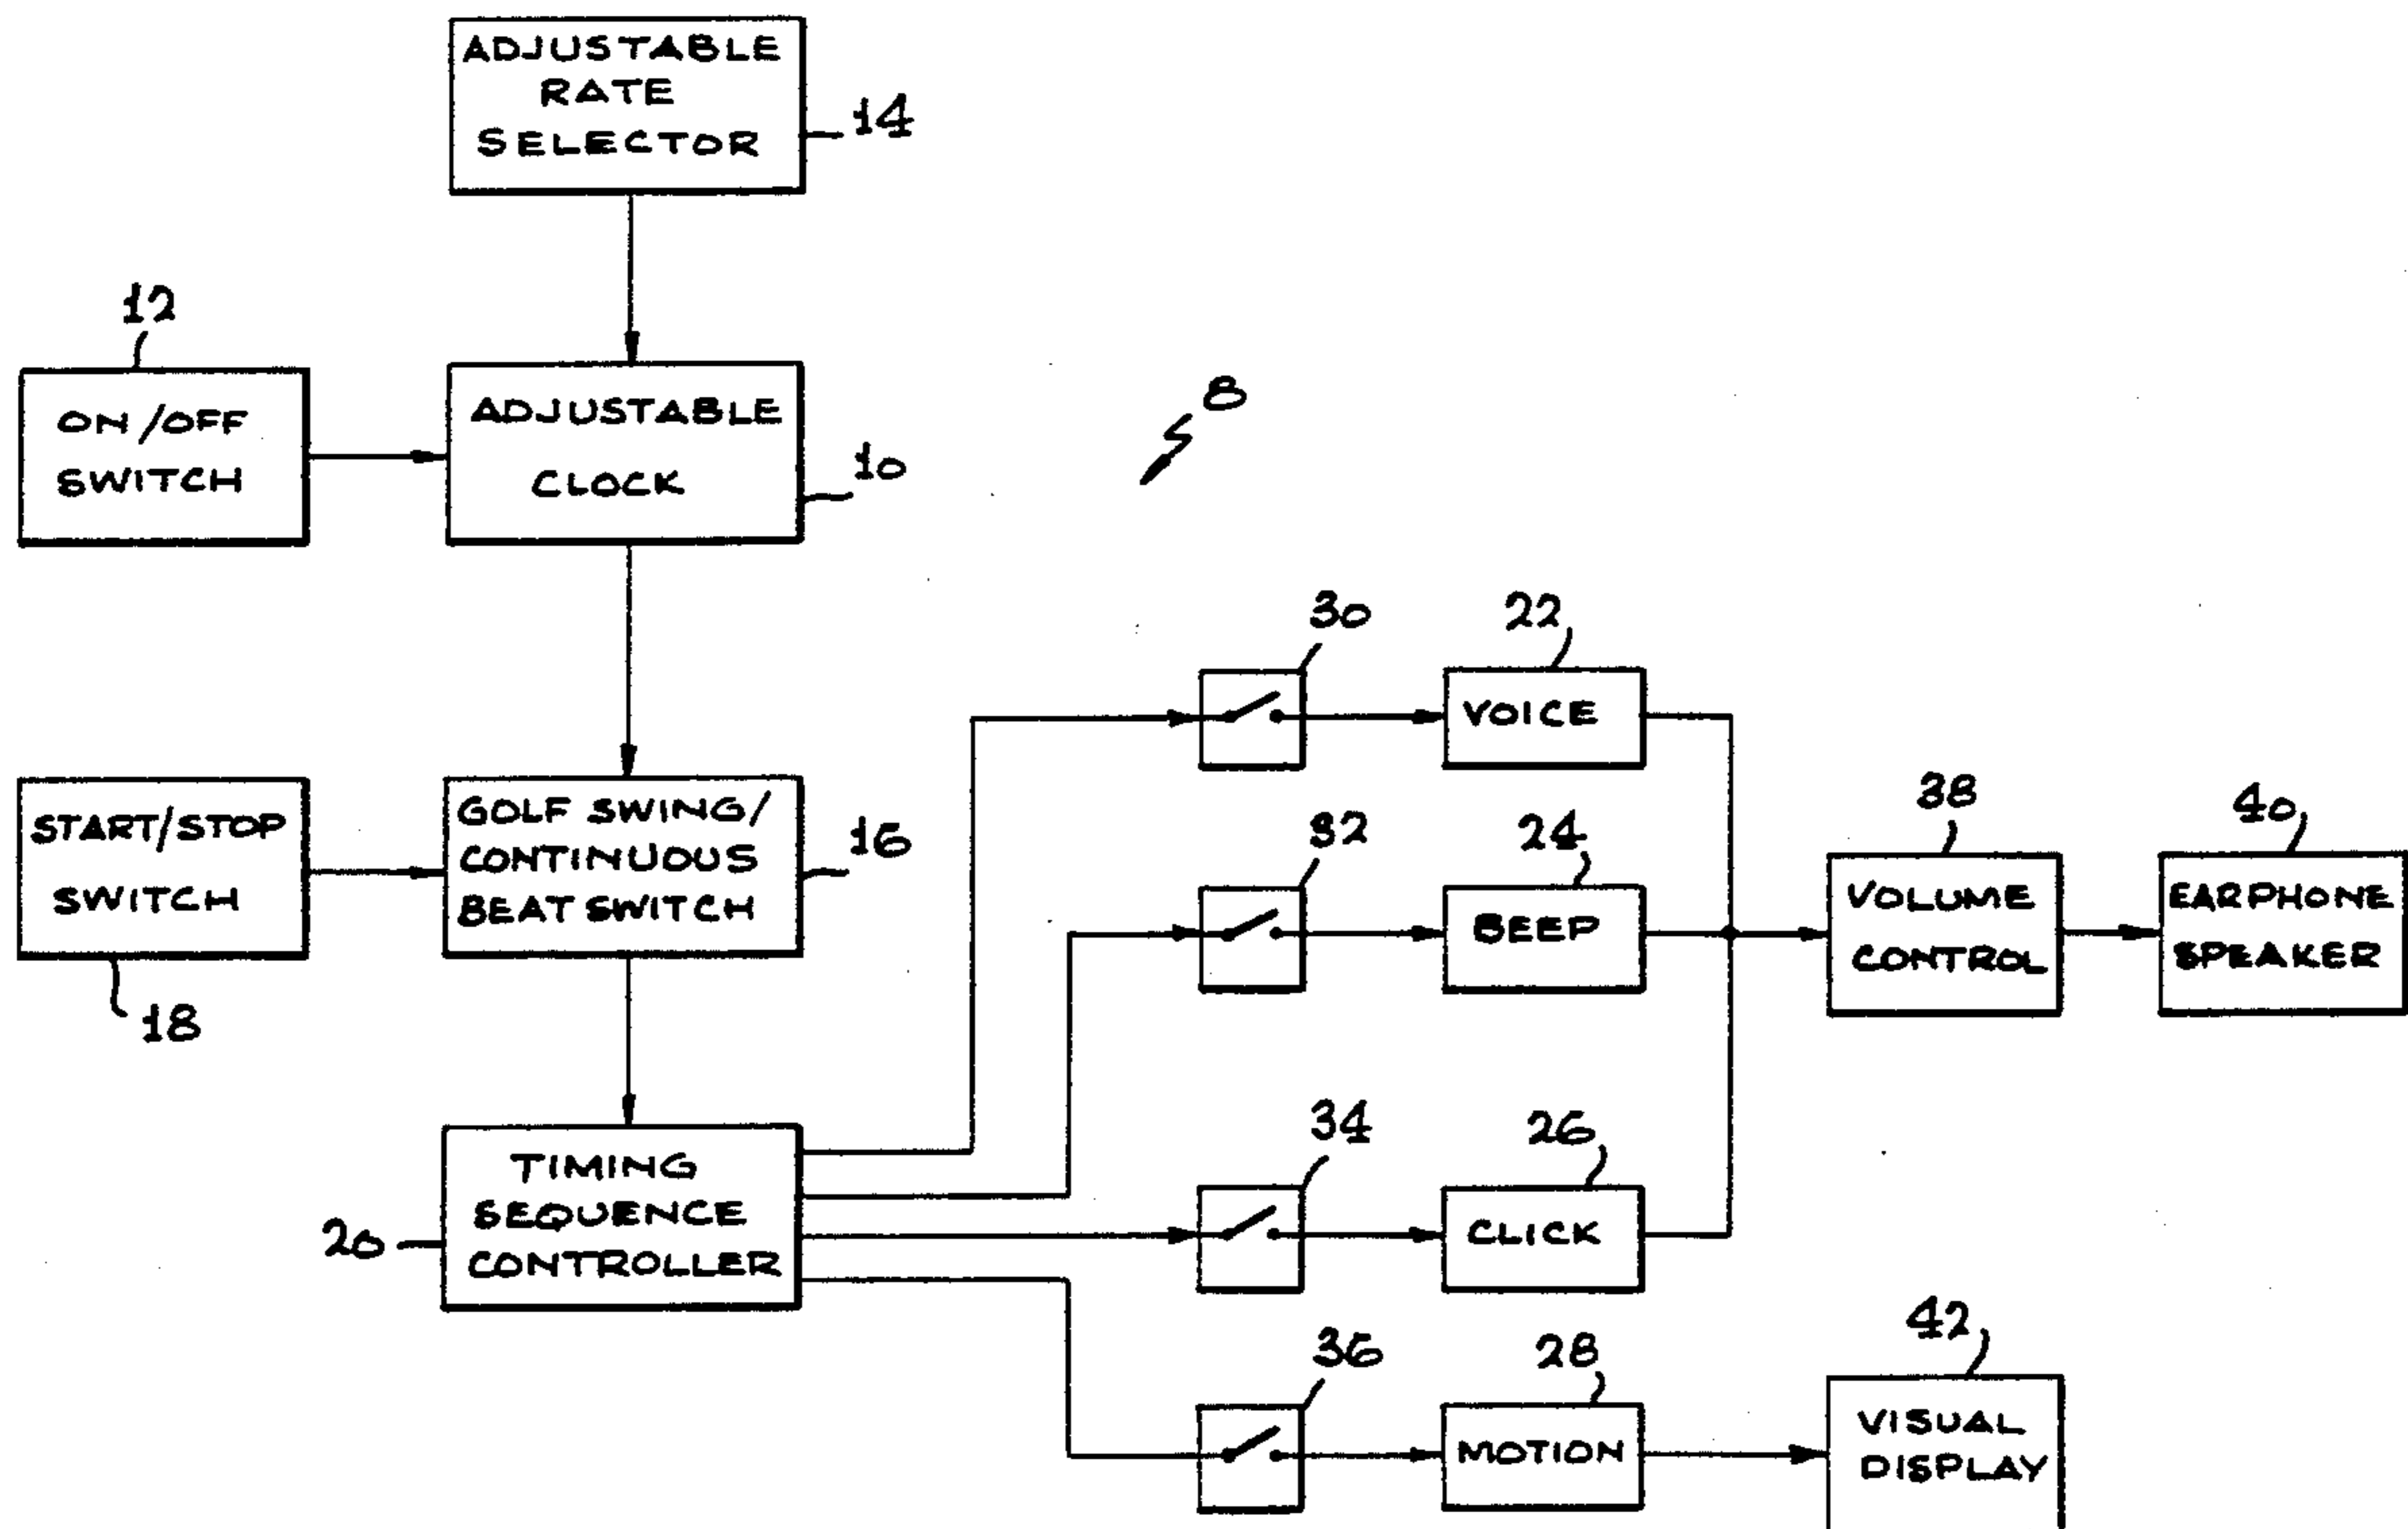 ADJUSTABLE
RATE
SELECTOR
14
12
ON/OFF
SWITCH
ADJUSTABLE
CLOCK
10
8
START/STOP
SWITCH
18
GOLF SWING/
CONTINUOUS
BEAT SWITCH
16
30
22
VOICE
32
24
BEEP
38
VOLUME
CONTROL
40
EARPHONE
SPEAKER
TIMING
SEQUENCE
CONTROLLER
20
34
26
CLICK
36
28
MOTION
42
VISUAL
DISPLAY